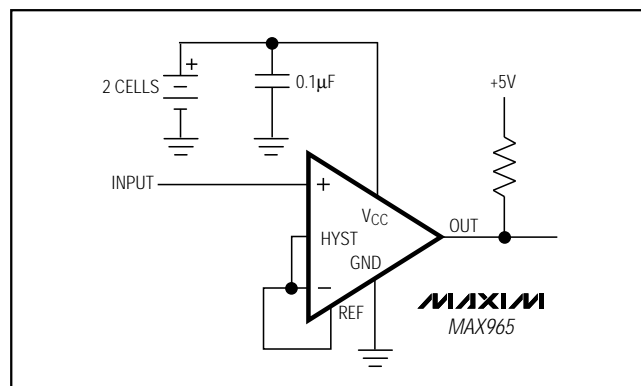 +
2 CELLS
0.1μF
+5V
INPUT
+
VCC
OUT
HYST
GND
−
REF
MAXIM
MAX965